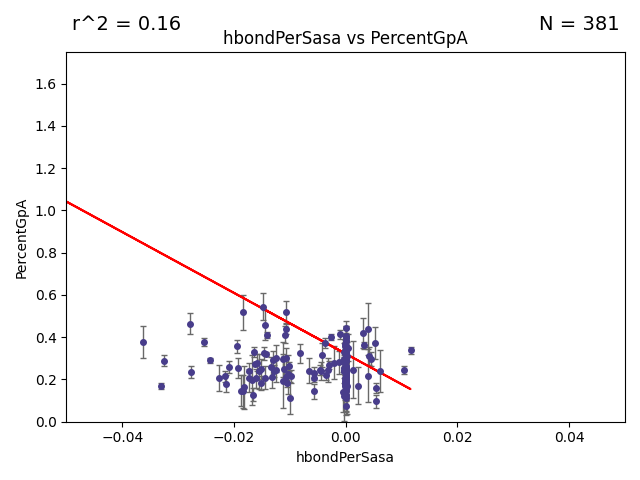 r^2 = 0.16
N = 381
hbondPerSasa vs PercentGpA
1.6
1.4
1.2
1.0
0.8
0.6
0.4
0.2
0.0
PercentGpA
−0.04
−0.02
0.00
0.02
0.04
hbondPerSasa